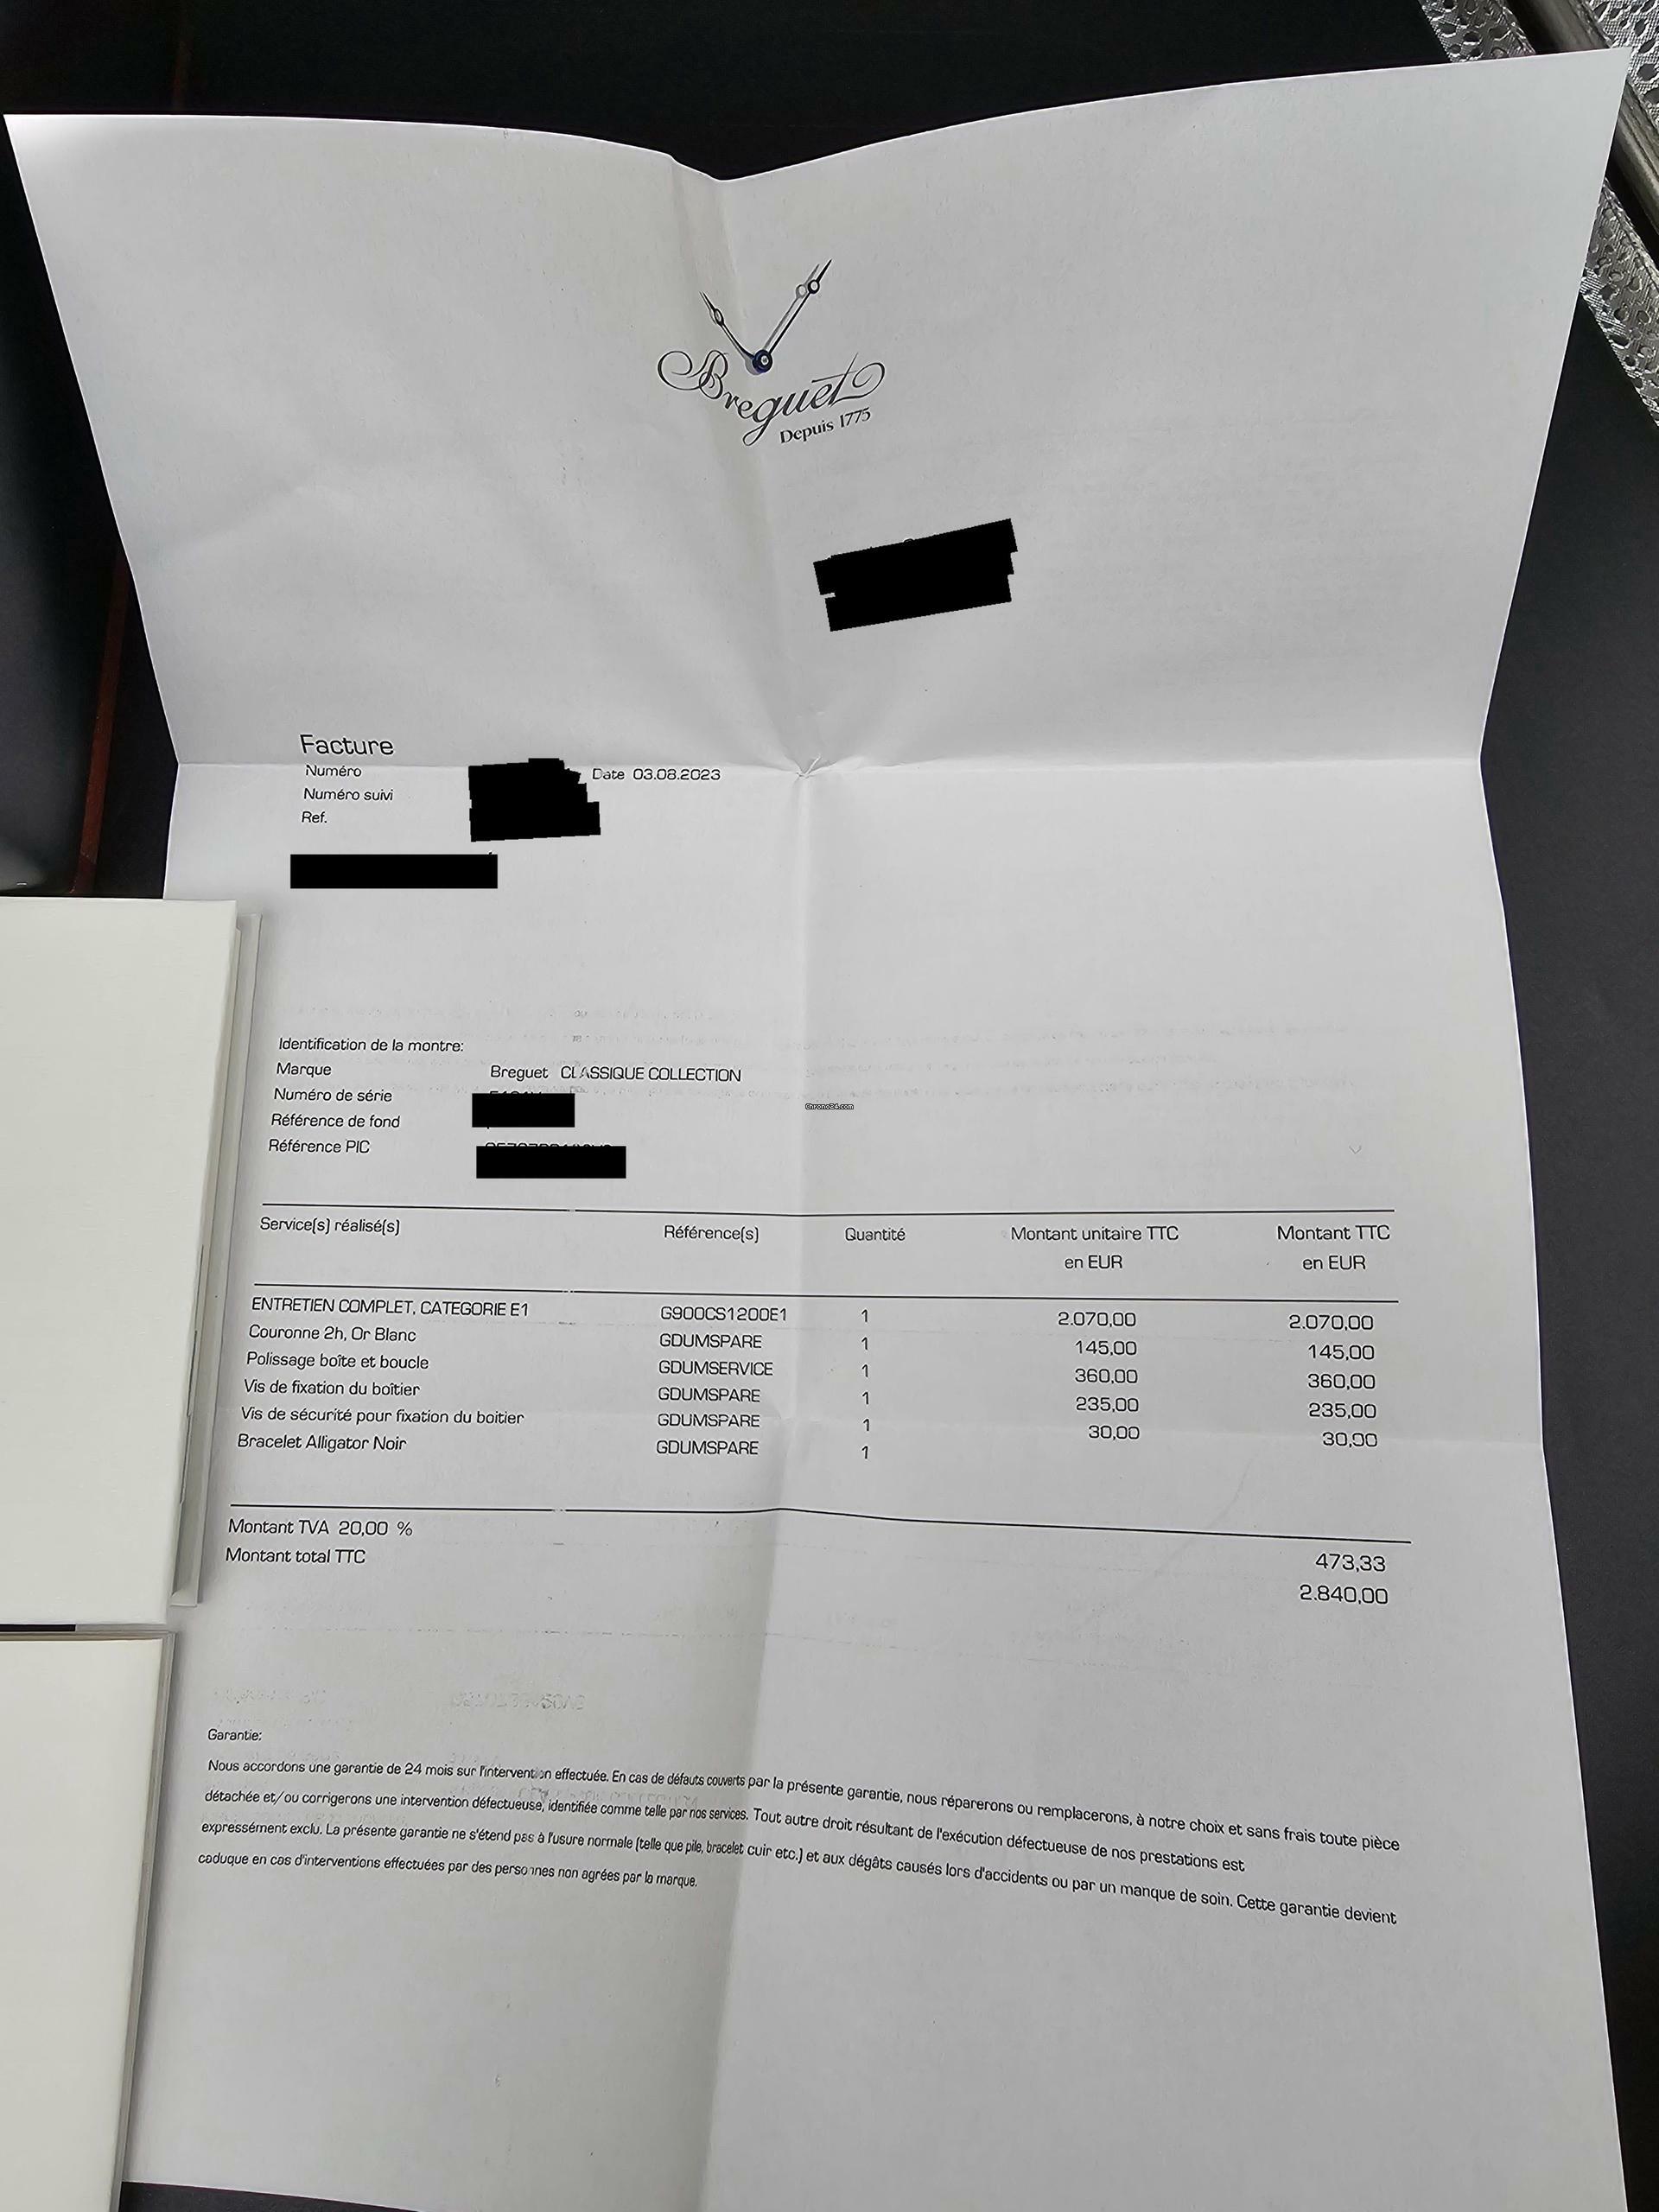 Breguet
Depuis 1775
Facture
Numéro Date 03.08.2023
Numéro suivi
Ref.
Identification de la montre:
Marque Breguet CLASSIQUE COLLECTION
Numéro de série
Référence de fond
Référence PIC
Chrono24.com
Service(s) réalisé(s) Référence(s) Quantité Montant unitaire TTC Montant TTC
en EUR en EUR
ENTRETIEN COMPLET, CATEGORIE E1 G900CS1200E1 1 2.070,00 2.070,00
Couronne 2h, Or Blanc GDUMSPARE 1 145,00 145,00
Polissage boîte et boucle GDUMSERVICE 1 360,00 360,00
Vis de fixation du boîtier GDUMSPARE 1 235,00 235,00
Vis de sécurité pour fixation du boitier GDUMSPARE 1 30,00 30,00
Bracelet Alligator Noir GDUMSPARE 1
Montant TVA 20,00 % 473,33
Montant total TTC 2.840,00
Garantie:
Nous accordons une garantie de 24 mois sur l'intervention effectuée. En cas de défauts couverts par la présente garantie, nous réparerons ou remplacerons, à notre choix et sans frais toute pièce
détachée et/ou corrigerons une intervention défectueuse, identifiée comme telle par nos services. Tout autre droit résultant de l'exécution défectueuse de nos prestations est
expressément exclu. La présente garantie ne s'étend pas à l'usure normale (telle que pile, bracelet cuir etc.) et aux dégâts causés lors d'accidents ou par un manque de soin. Cette garantie devient
caduque en cas d'interventions effectuées par des personnes non agrées par la marque.